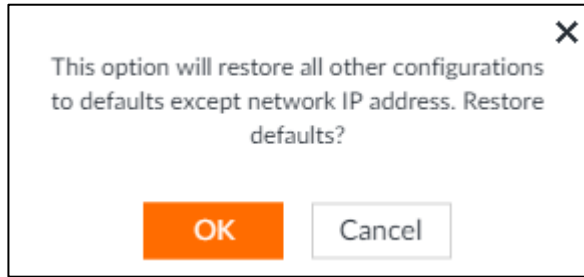 This option will restore all other configurations
to defaults except network IP address. Restore
defaults?
OK
Cancel